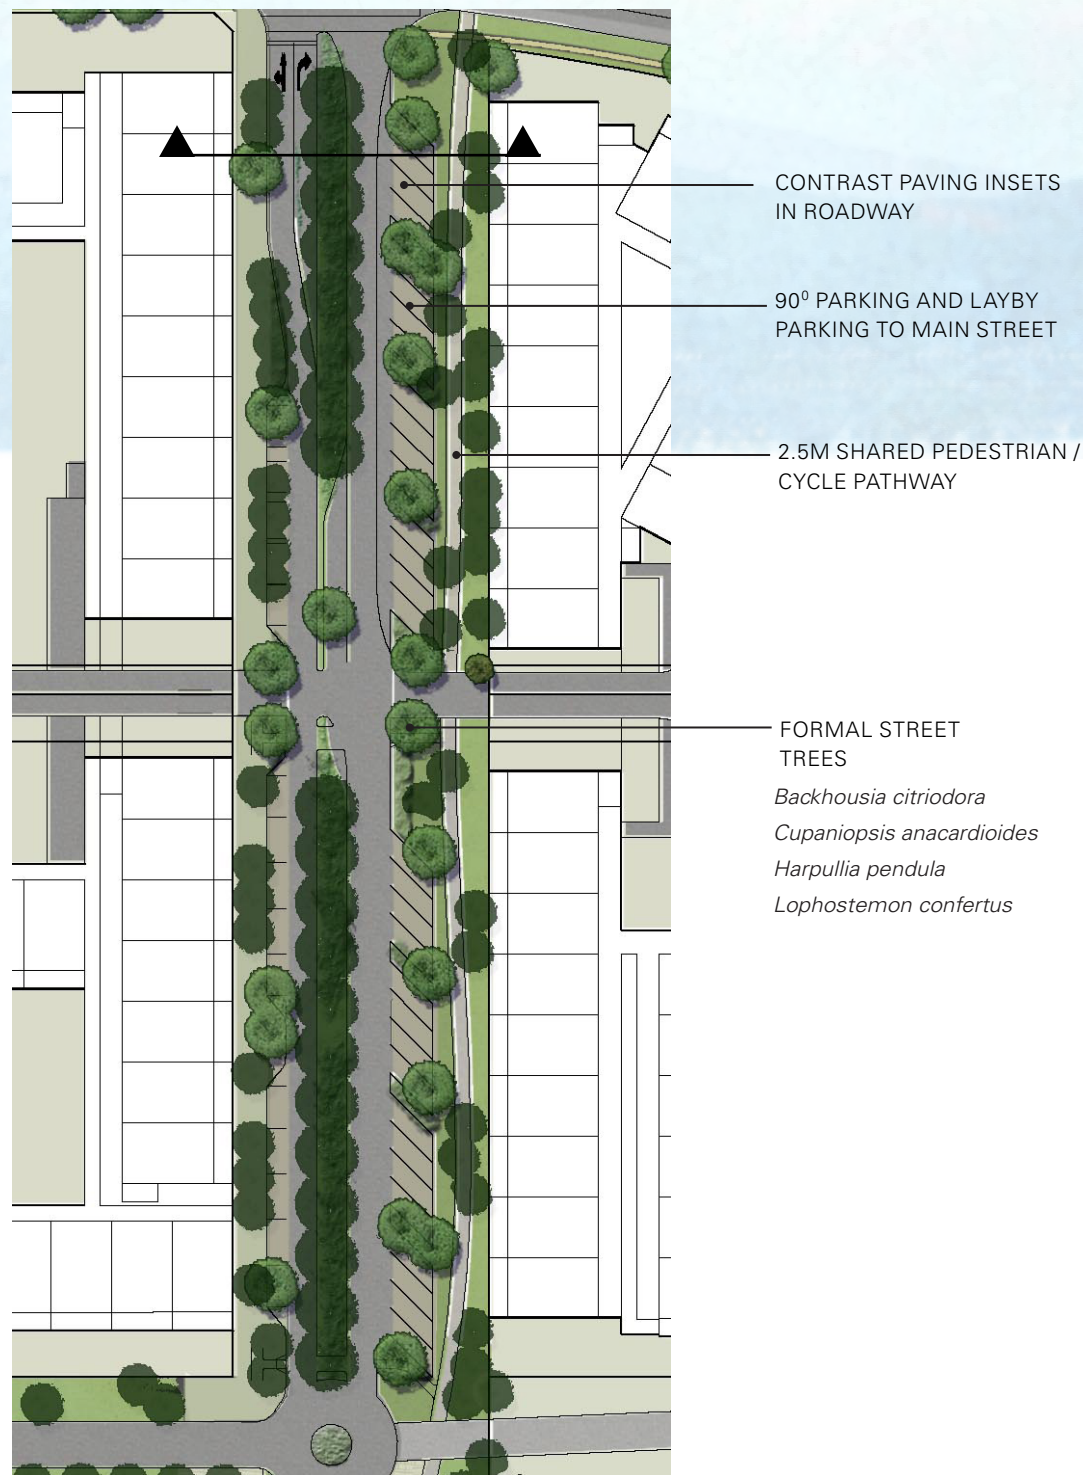 CONTRAST PAVING INSETS
IN ROADWAY
90⁰ PARKING AND LAYBY
PARKING TO MAIN STREET
2.5M SHARED PEDESTRIAN /
CYCLE PATHWAY
FORMAL STREET
TREES
Backhousia citriodora
Cupaniopsis anacardioides
Harpullia pendula
Lophostemon confertus